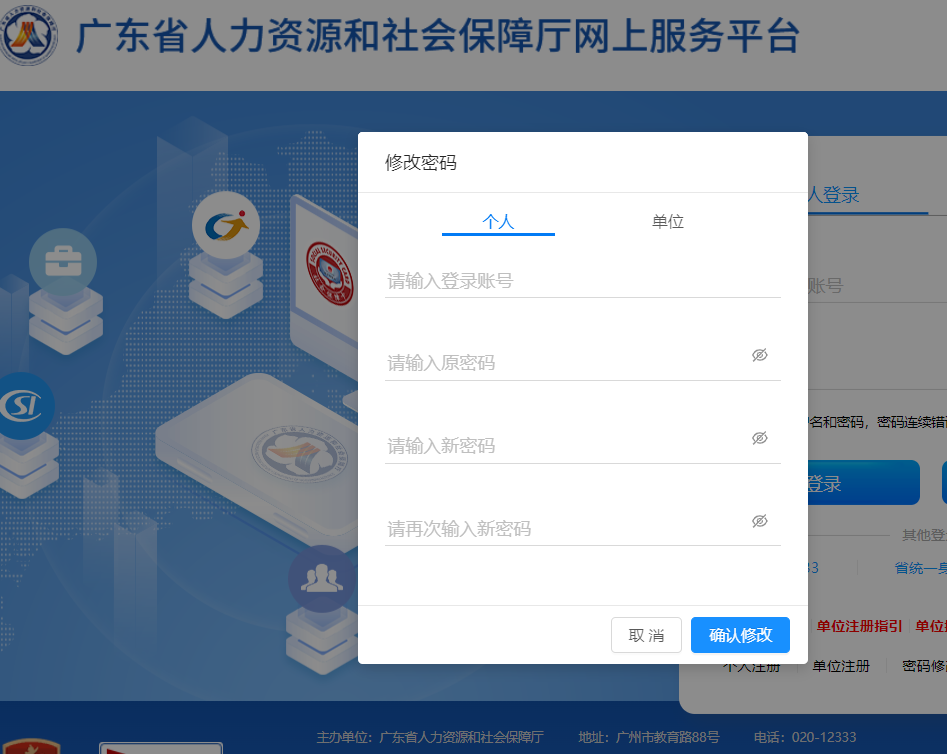 广东省人力资源和社会保障厅网上服务平台
修改密码
个人
单位
人登录
请输入登录账号
账号
请输入原密码
请输入新密码
名和密码，密码连续错
登录
请再次输入新密码
其他登
33
省统一身
取 消
确认修改
单位注册指引
单位
个人注册
单位注册
密码修
主办单位：广东省人力资源和社会保障厅
地址：广州市教育路88号
电话：020-12333